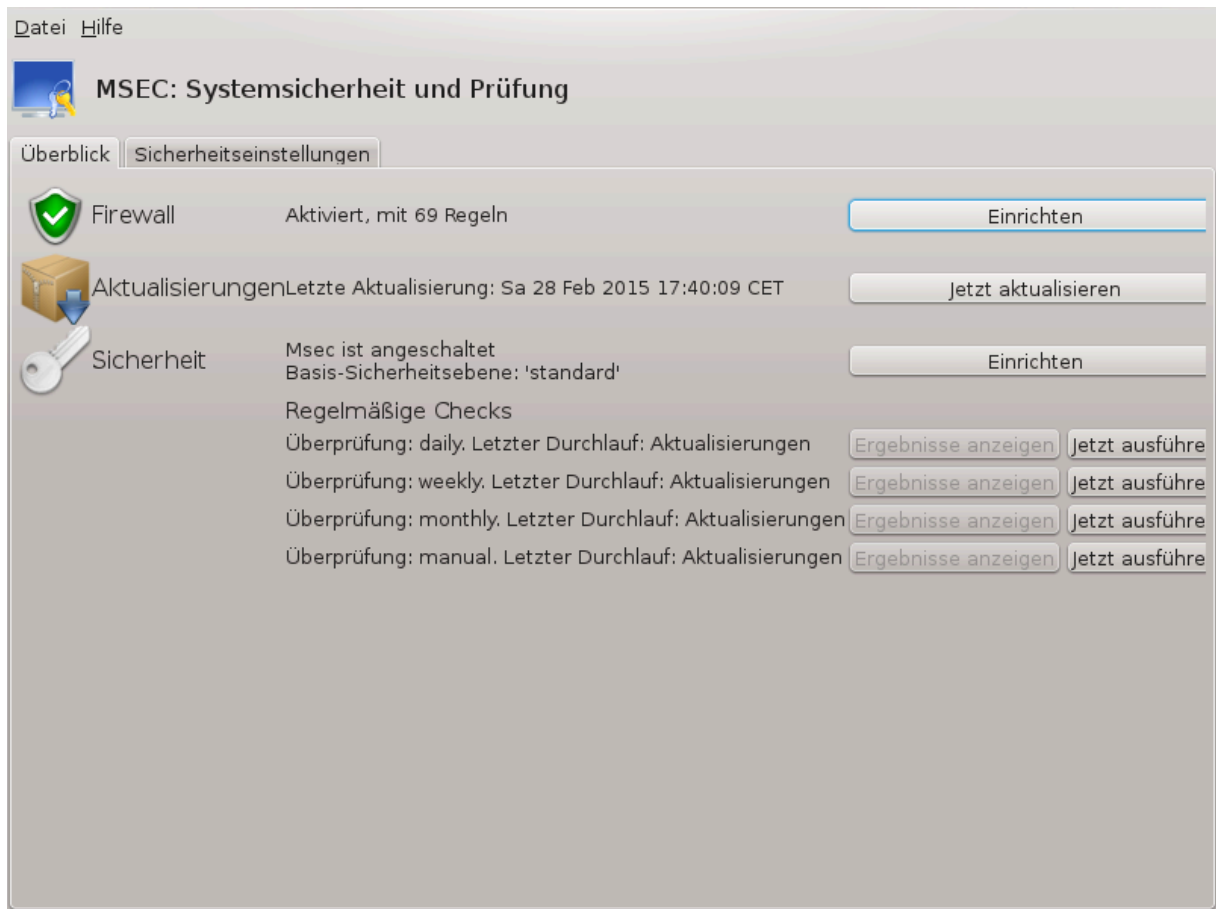 Datei Hilfe
MSEC: Systemsicherheit und Prüfung
Überblick Sicherheitseinstellungen
Firewall Aktiviert, mit 69 Regeln Einrichten
Aktualisierungen Letzte Aktualisierung: Sa 28 Feb 2015 17:40:09 CET Jetzt aktualisieren
Sicherheit Msec ist angeschaltet
Basis-Sicherheitsebene: 'standard' Einrichten
Regelmäßige Checks
Überprüfung: daily. Letzter Durchlauf: Aktualisierungen Ergebnisse anzeigen Jetzt ausführe
Überprüfung: weekly. Letzter Durchlauf: Aktualisierungen Ergebnisse anzeigen Jetzt ausführe
Überprüfung: monthly. Letzter Durchlauf: Aktualisierungen Ergebnisse anzeigen Jetzt ausführe
Überprüfung: manual. Letzter Durchlauf: Aktualisierungen Ergebnisse anzeigen Jetzt ausführe